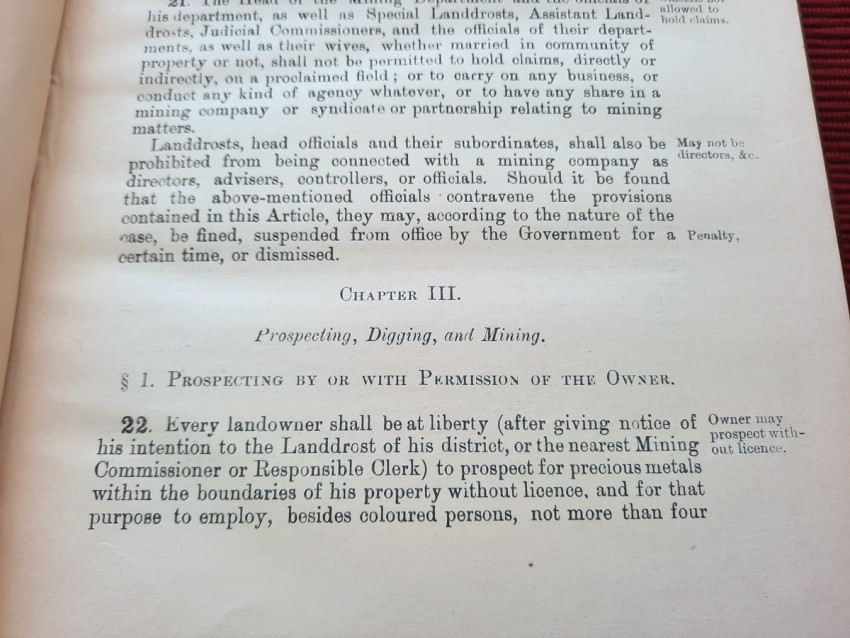 21. The Head of the Mining Department and the officials of
his department, as well as Special Landdrosts, Assistant Land-
drosts, Judicial Commissioners, and the officials of their depart-
ments, as well as their wives, whether married in community of
property or not, shall not be permitted to hold claims, directly or
indirectly, on a proclaimed field; or to carry on any business, or
conduct any kind of agency whatever, or to have any share in a
mining company or syndicate or partnership relating to mining
matters.
allowed to
hold claims.
Landdrosts, head officials and their subordinates, shall also be
prohibited from being connected with a mining company as
directors, advisers, controllers, or officials. Should it be found
that the above-mentioned officials contravene the provisions
contained in this Article, they may, according to the nature of the
case, be fined, suspended from office by the Government for a
certain time, or dismissed.
May not be
directors, &c.
Penalty.
CHAPTER III.
Prospecting, Digging, and Mining.
§ 1. PROSPECTING BY OR WITH PERMISSION OF THE OWNER.
22. Every landowner shall be at liberty (after giving notice of
his intention to the Landdrost of his district, or the nearest Mining
Commissioner or Responsible Clerk) to prospect for precious metals
within the boundaries of his property without licence, and for that
purpose to employ, besides coloured persons, not more than four
Owner may
prospect with-
out licence.